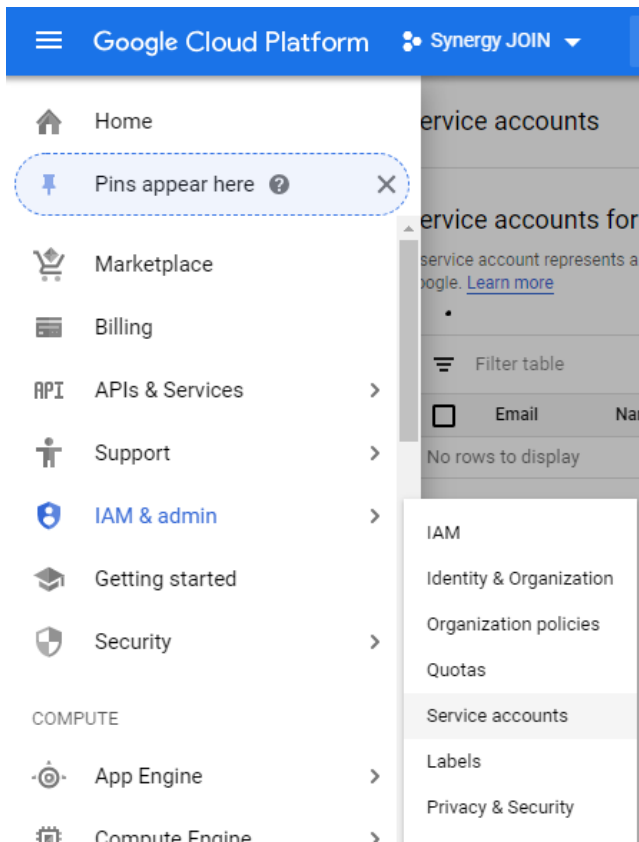 Google Cloud Platform Synergy JOIN
Home
Pins appear here
Marketplace
Billing
API APIs & Services
Support
IAM & admin
Getting started
Security
COMPUTE
App Engine
Compute Engine
ervice accounts
ervice accounts for
service account represents a
oogle. Learn more
Filter table
Email Nar
No rows to display
IAM
Identity & Organization
Organization policies
Quotas
Service accounts
Labels
Privacy & Security